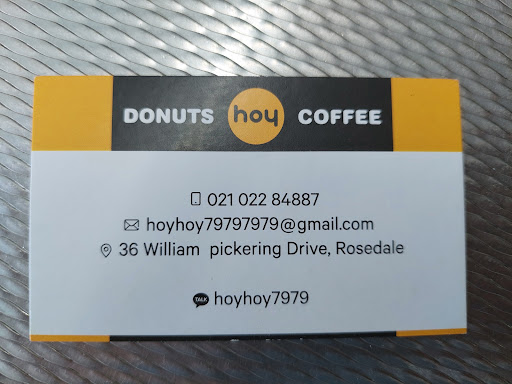 DONUTS hoy COFFEE
021 022 84887
hoyhoy79797979@gmail.com
36 William pickering Drive, Rosedale
TALK hoyhoy7979